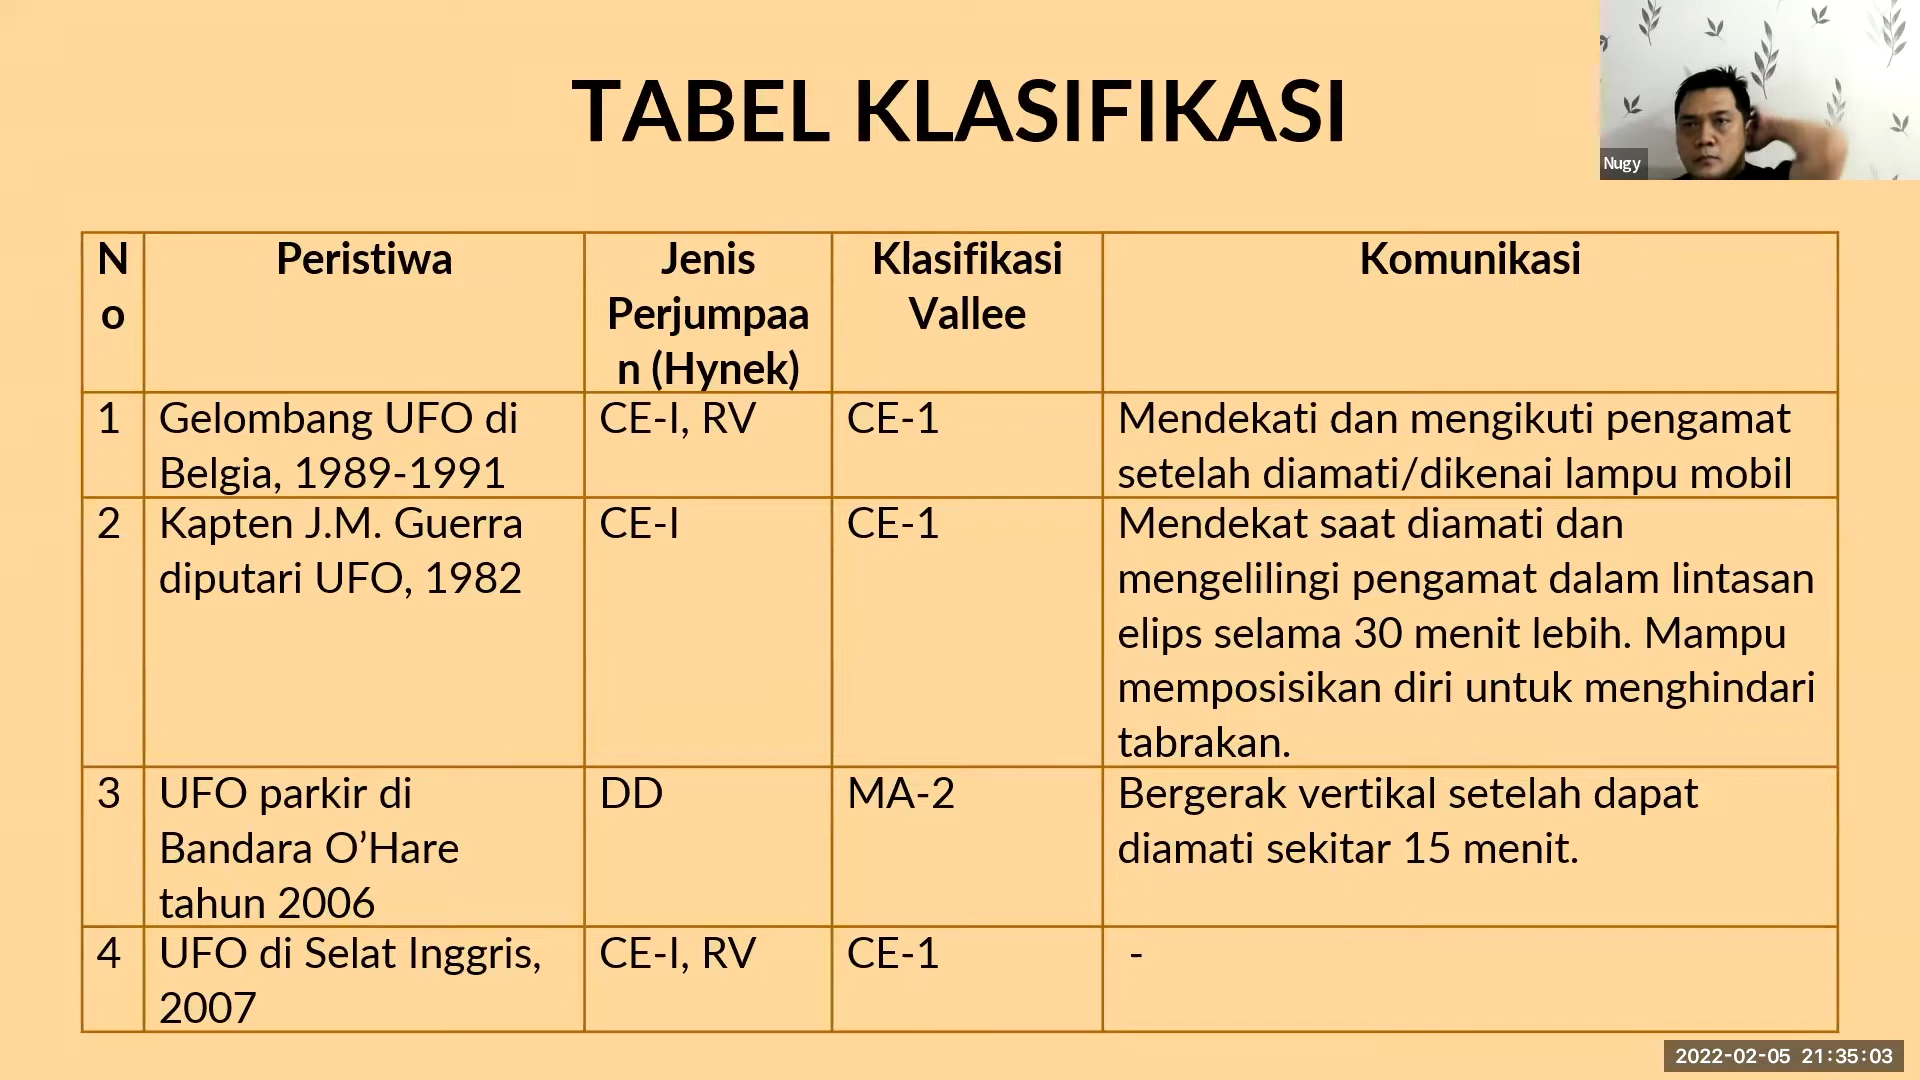 TABEL KLASIFIKASI
Nugy
N
o
Peristiwa
Jenis
Perjumpaa
n (Hynek)
Klasifikasi
Vallee
Komunikasi
1
Gelombang UFO di
Belgia, 1989-1991
CE-I, RV
CE-1
Mendekati dan mengikuti pengamat
setelah diamati/dikenai lampu mobil
2
Kapten J.M. Guerra
diputari UFO, 1982
CE-I
CE-1
Mendekat saat diamati dan
mengelilingi pengamat dalam lintasan
elips selama 30 menit lebih. Mampu
memposisikan diri untuk menghindari
tabrakan.
3
UFO parkir di
Bandara O’Hare
tahun 2006
DD
MA-2
Bergerak vertikal setelah dapat
diamati sekitar 15 menit.
4
UFO di Selat Inggris,
2007
CE-I, RV
CE-1
-
2022-02-05 21:35:03